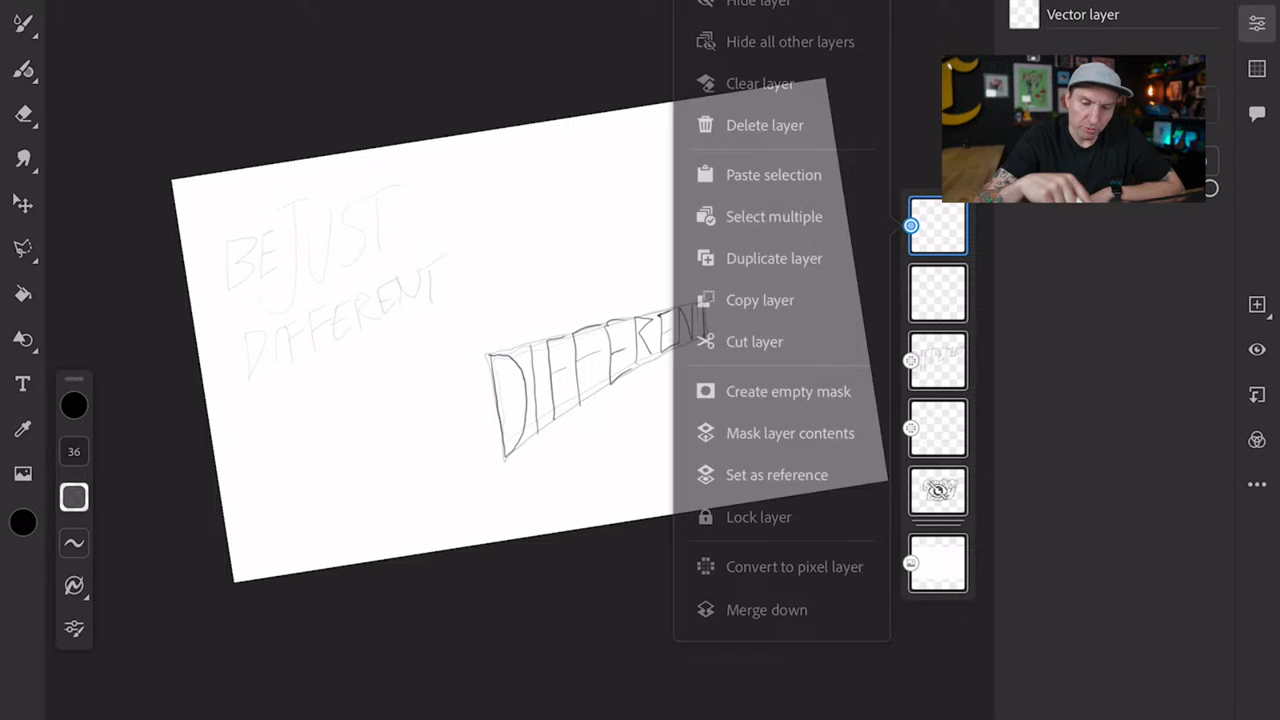 Hide layer
Vector layer
Hide all other layers
Clear layer
Delete layer
Paste selection
Select multiple
Duplicate layer
Copy layer
Cut layer
Create empty mask
Mask layer contents
Set as reference
Lock layer
Convert to pixel layer
Merge down
BE JUST
DIFFERENT
DIFFERENT
36
T